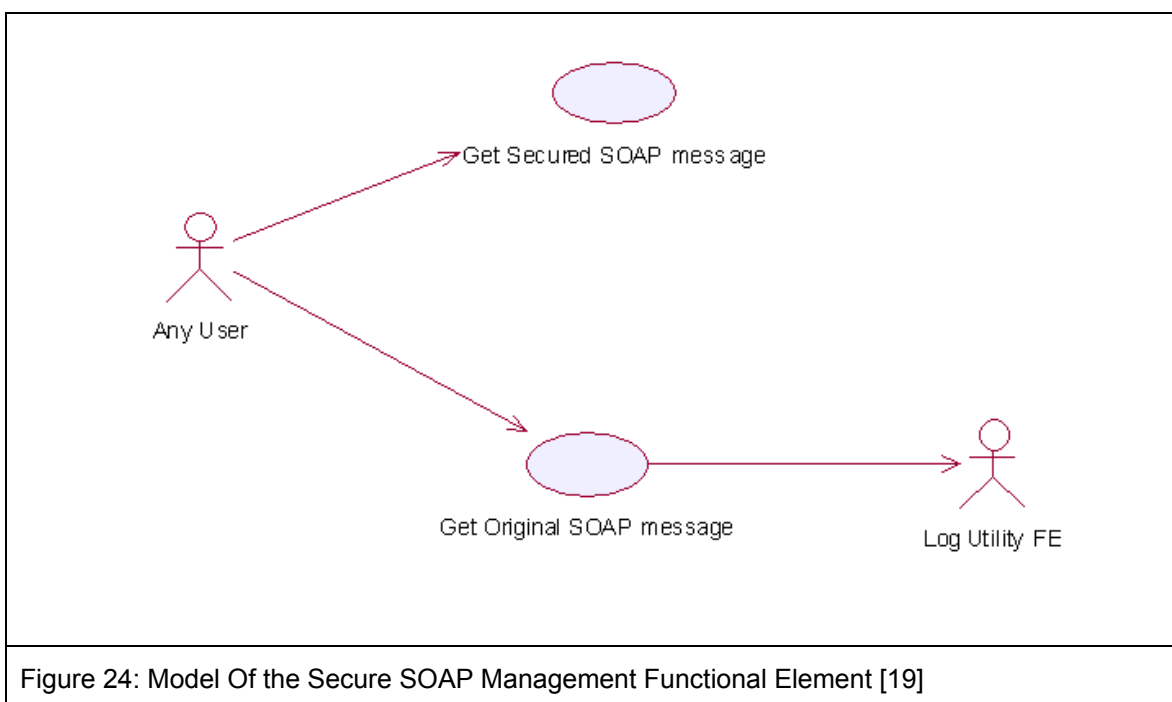 Get Secured SOAP message
Any User
Get Original SOAP message
Log Utility FE
Figure 24: Model Of the Secure SOAP Management Functional Element [19]